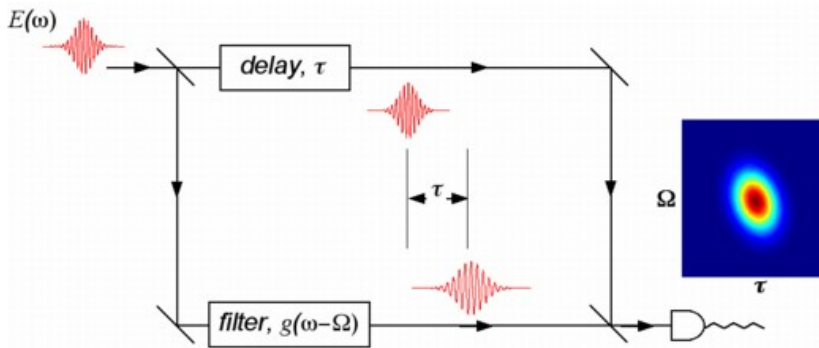 E(ω)
delay, τ
τ
Ω
τ
filter, g(ω−Ω)